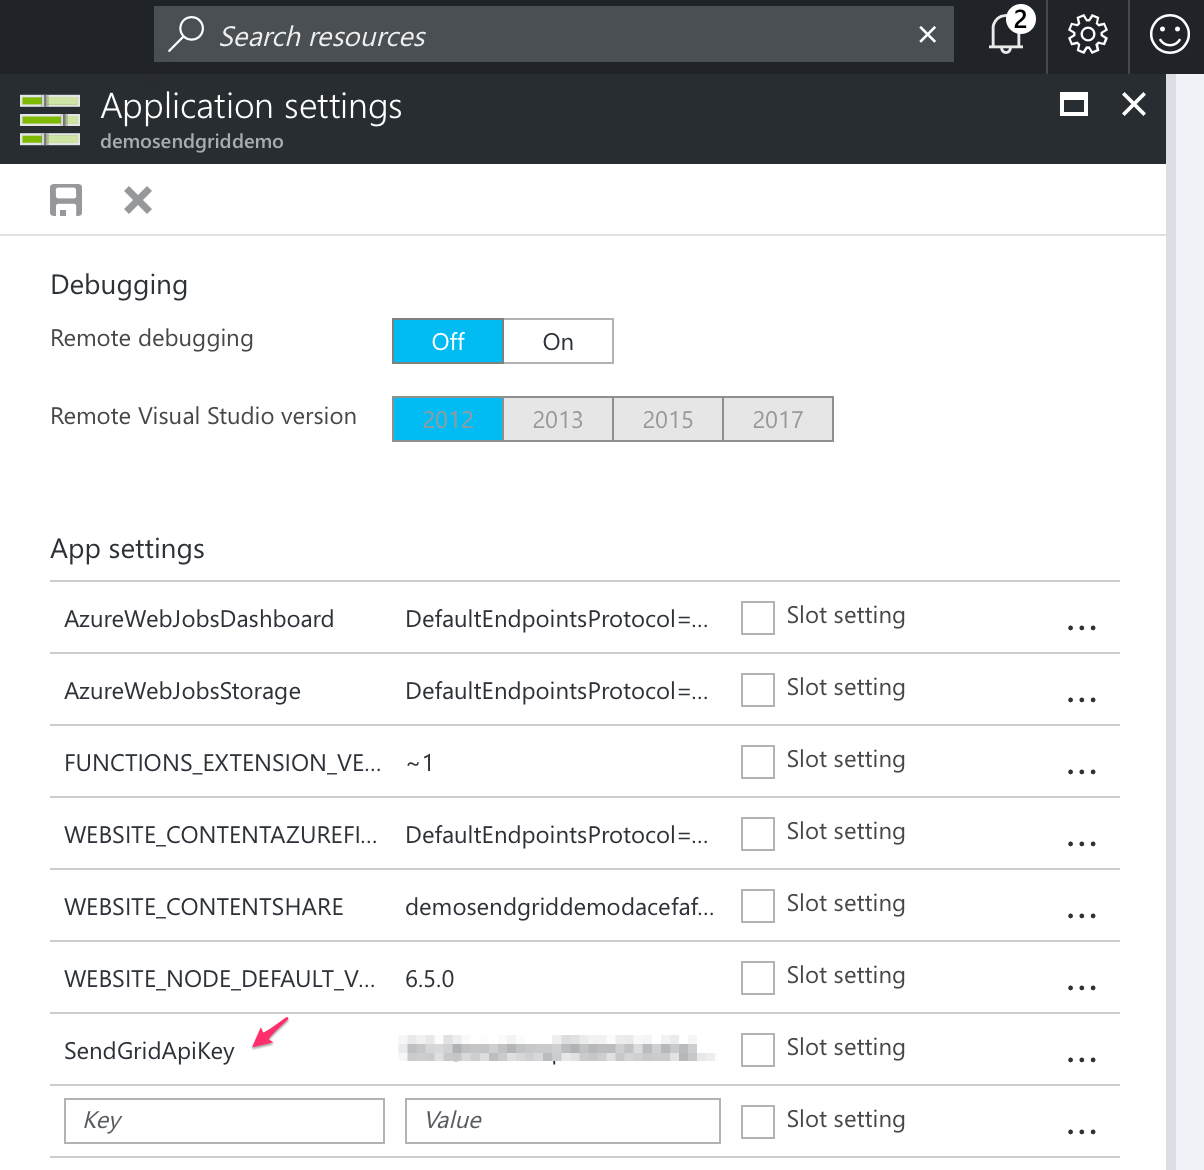 Search resources
2
Application settings
demosendgriddemo
Debugging
Remote debugging Off On
Remote Visual Studio version 2012 2013 2015 2017
App settings
AzureWebJobsDashboard DefaultEndpointsProtocol=... Slot setting ...
AzureWebJobsStorage DefaultEndpointsProtocol=... Slot setting ...
FUNCTIONS_EXTENSION_VE... ~1 Slot setting ...
WEBSITE_CONTENTAZUREFI... DefaultEndpointsProtocol=... Slot setting ...
WEBSITE_CONTENTSHARE demosendgriddemodacefaf... Slot setting ...
WEBSITE_NODE_DEFAULT_V... 6.5.0 Slot setting ...
SendGridApiKey Slot setting ...
Key Value Slot setting ...